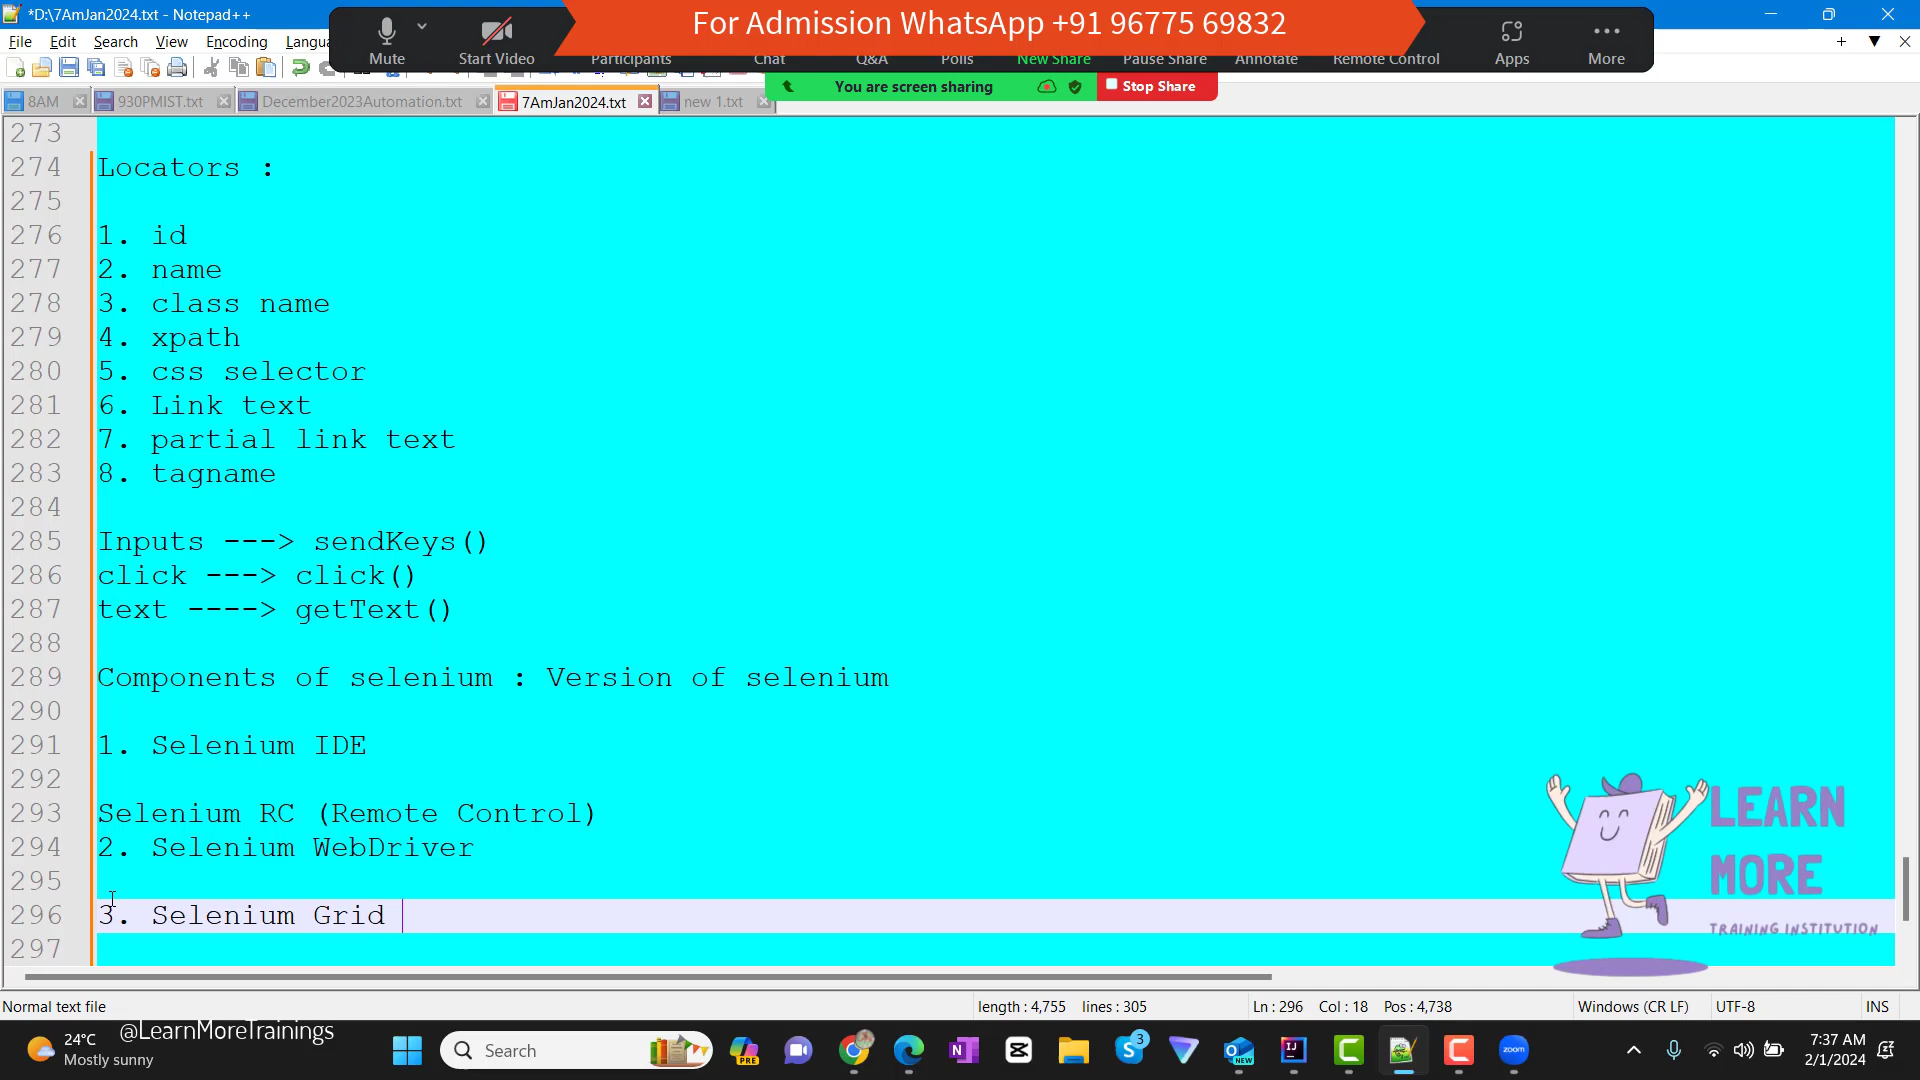 *D:\7AmJan2024.txt - Notepad++
For Admission WhatsApp +91 96775 69832
File Edit Search View Encoding Langu
Mute Start Video Participants Chat Q&A Polls New Share Pause Share Annotate Remote Control Apps More
You are screen sharing Stop Share
8AM 930PMIST.txt December2023Automation.txt 7AmJan2024.txt new 1.txt
273
274 Locators :
275
276 1. id
277 2. name
278 3. class name
279 4. xpath
280 5. css selector
281 6. Link text
282 7. partial link text
283 8. tagname
284
285 Inputs ---> sendKeys()
286 click ---> click()
287 text ----> getText()
288
289 Components of selenium : Version of selenium
290
291 1. Selenium IDE
292
293 Selenium RC (Remote Control)
294 2. Selenium WebDriver
295
296 3. Selenium Grid
297
LEARN
MORE
TRAINING INSTITUTION
Normal text file length : 4,755 lines : 305 Ln : 296 Col : 18 Pos : 4,738 Windows (CR LF) UTF-8 INS
24°C
Mostly sunny
@LearnMoreTrainings
Search
PRE
NEW
3
zoom
7:37 AM
2/1/2024